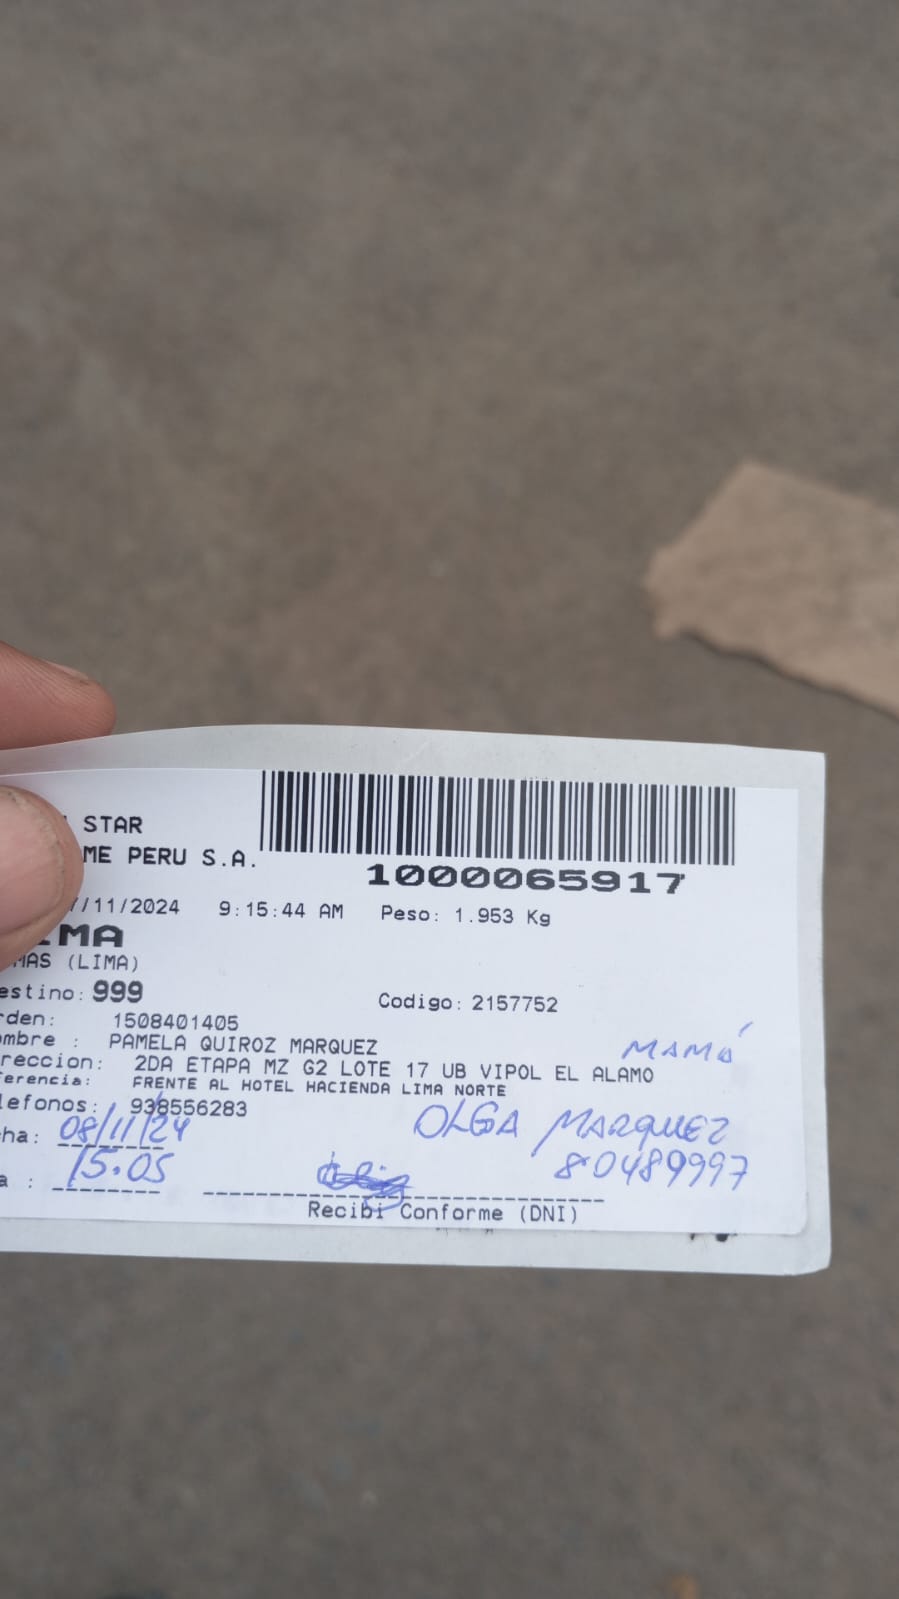 STAR
ME PERU S.A.
1000065917
/11/2024 9:15:44 AM Peso: 1.953 Kg
MA
MAS (LIMA)
estino: 999
Codigo: 2157752
rden: 1508401405
ombre : PAMELA QUIROZ MARQUEZ
MAMÁ
reccion: 2DA ETAPA MZ G2 LOTE 17 UB VIPOL EL ALAMO
ferencia: FRENTE AL HOTEL HACIENDA LIMA NORTE
lefonos: 938556283
OLGA MARQUEZ
cha: 08/11/24
80489997
a : 15.05
Recibi Conforme (DNI)